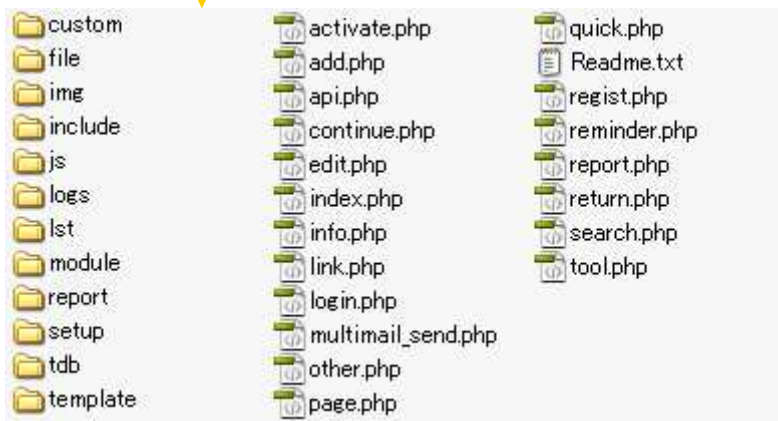 custom
file
img
include
js
logs
lst
module
report
setup
tdb
template
activate.php
add.php
api.php
continue.php
edit.php
index.php
info.php
link.php
login.php
multimail_send.php
other.php
page.php
quick.php
Readme.txt
regist.php
reminder.php
report.php
return.php
search.php
tool.php